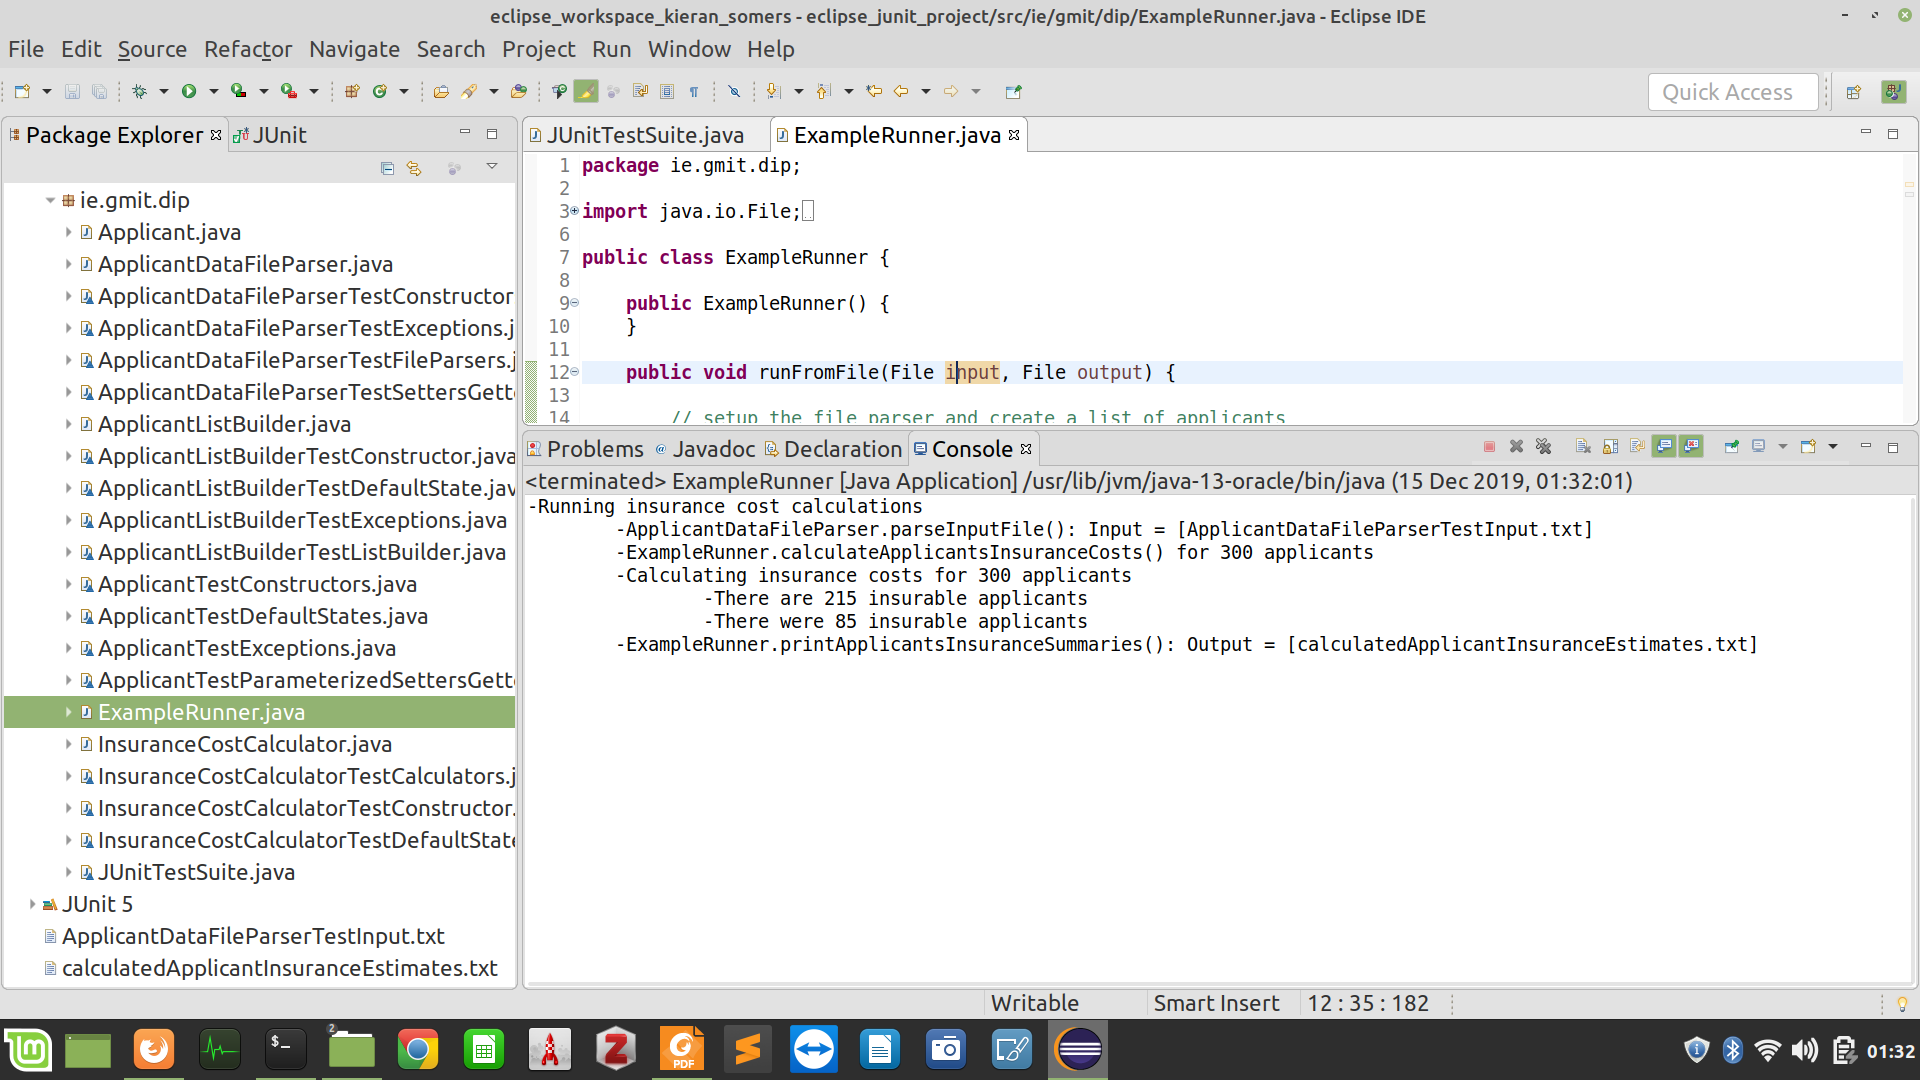 eclipse_workspace_kieran_somers - eclipse_junit_project/src/ie/gmit/dip/ExampleRunner.java - Eclipse IDE
File Edit Source Refactor Navigate Search Project Run Window Help
Quick Access
Package Explorer JUnit
ie.gmit.dip
Applicant.java
ApplicantDataFileParser.java
ApplicantDataFileParserTestConstructor
ApplicantDataFileParserTestExceptions.j
ApplicantDataFileParserTestFileParsers.j
ApplicantDataFileParserTestSettersGett
ApplicantListBuilder.java
ApplicantListBuilderTestConstructor.java
ApplicantListBuilderTestDefaultState.jav
ApplicantListBuilderTestExceptions.java
ApplicantListBuilderTestListBuilder.java
ApplicantTestConstructors.java
ApplicantTestDefaultStates.java
ApplicantTestExceptions.java
ApplicantTestParameterizedSettersGett
ExampleRunner.java
InsuranceCostCalculator.java
InsuranceCostCalculatorTestCalculators.j
InsuranceCostCalculatorTestConstructor.
InsuranceCostCalculatorTestDefaultStat
JUnitTestSuite.java
JUnit 5
ApplicantDataFileParserTestInput.txt
calculatedApplicantInsuranceEstimates.txt
JUnitTestSuite.java ExampleRunner.java
1 package ie.gmit.dip;
2
3 import java.io.File;
6
7 public class ExampleRunner {
8
9 public ExampleRunner() {
10 }
11
12 public void runFromFile(File input, File output) {
13
14 // setup the file parser and create a list of applicants
Problems Javadoc Declaration Console
<terminated> ExampleRunner [Java Application] /usr/lib/jvm/java-13-oracle/bin/java (15 Dec 2019, 01:32:01)
-Running insurance cost calculations
-ApplicantDataFileParser.parseInputFile(): Input = [ApplicantDataFileParserTestInput.txt]
-ExampleRunner.calculateApplicantsInsuranceCosts() for 300 applicants
-Calculating insurance costs for 300 applicants
-There are 215 insurable applicants
-There were 85 insurable applicants
-ExampleRunner.printApplicantsInsuranceSummaries(): Output = [calculatedApplicantInsuranceEstimates.txt]
Writable Smart Insert 12 : 35 : 182
2
PDF
01:32